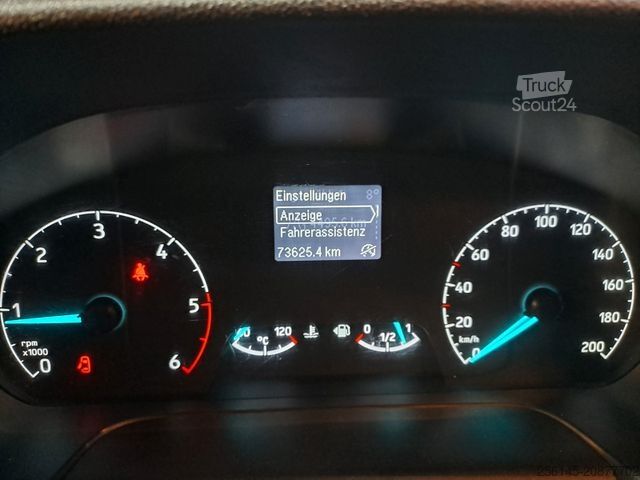 Truck
Scout24
Einstellungen 8°
Anzeige
Fahrerassistenz
73625.4 km
0 1 2 3 4 5 6
rpm
x1000
60 120
°C
0 1/2 1
0 20 40 60 80 100 120 140 160 180 200
km/h